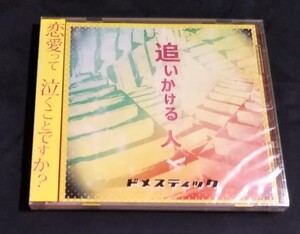 恋愛って
泣くことですか?
追いかける人
ドメスティック